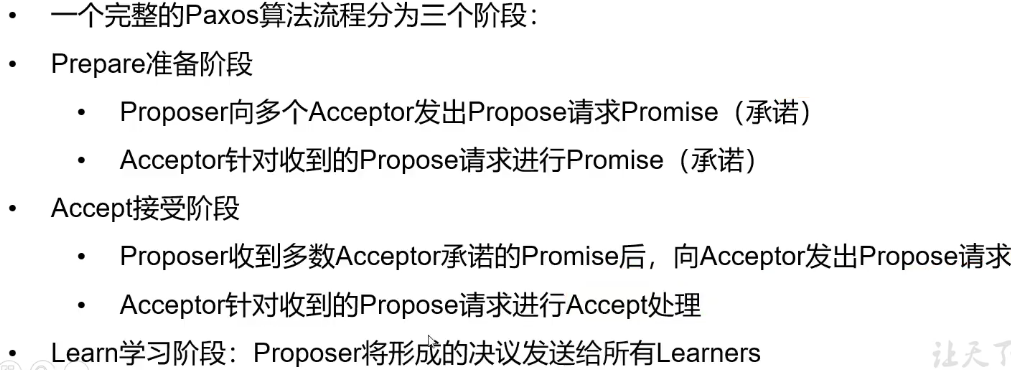 • 一个完整的Paxos算法流程分为三个阶段：
• Prepare准备阶段
• Proposer向多个Acceptor发出Propose请求Promise（承诺）
• Acceptor针对收到的Propose请求进行Promise（承诺）
• Accept接受阶段
• Proposer收到多数Acceptor承诺的Promise后，向Acceptor发出Propose请求
• Acceptor针对收到的Propose请求进行Accept处理
• Learn学习阶段：Proposer将形成的决议发送给所有Learners
让天下